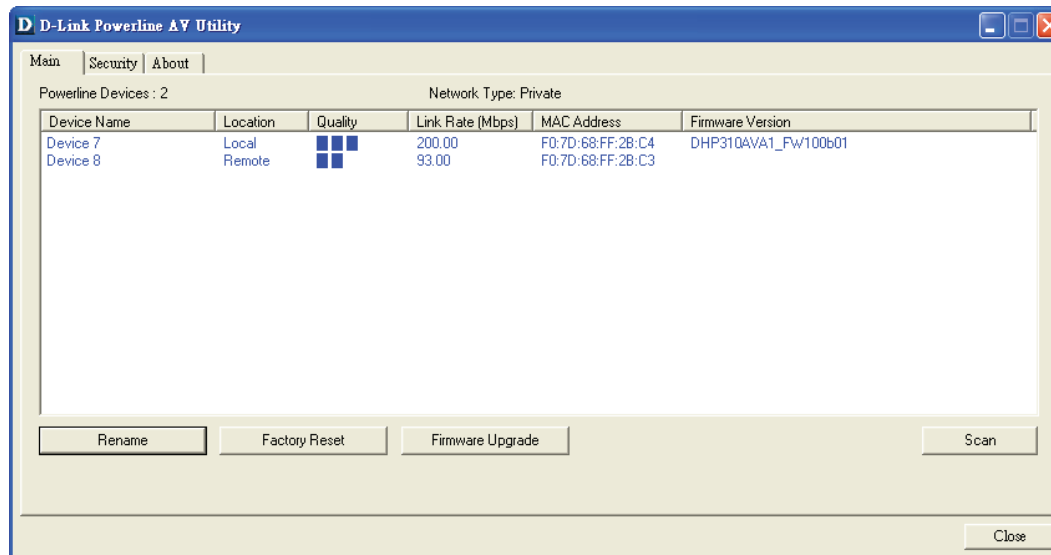 D D-Link Powerline AV Utility
Main Security About
Powerline Devices : 2 Network Type: Private
Device Name Location Quality Link Rate (Mbps) MAC Address Firmware Version
Device 7 Local 200.00 F0:7D:68:FF:2B:C4 DHP310AVA1_FW100b01
Device 8 Remote 93.00 F0:7D:68:FF:2B:C3
Rename Factory Reset Firmware Upgrade Scan
Close